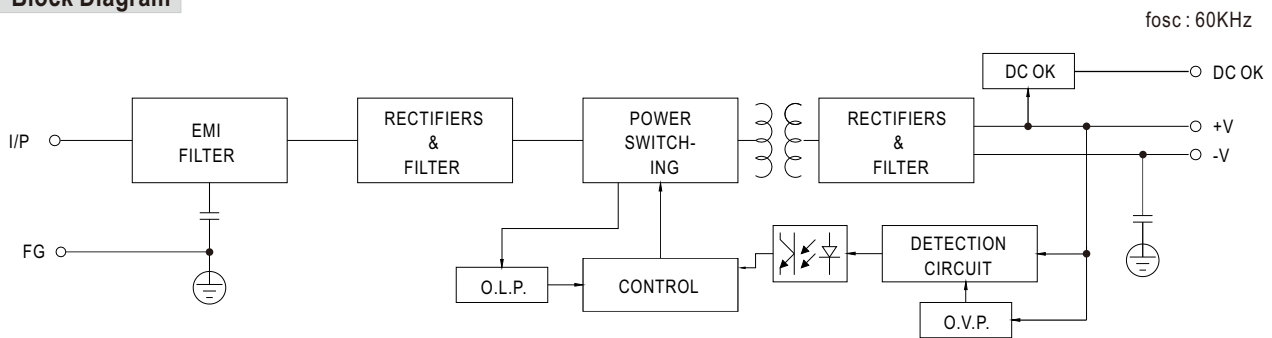 Block Diagram
fosc : 60KHz
I/P
EMI
FILTER
FG
RECTIFIERS
&
FILTER
POWER
SWITCH-
ING
RECTIFIERS
&
FILTER
DC OK
DC OK
+V
-V
O.L.P.
CONTROL
DETECTION
CIRCUIT
O.V.P.